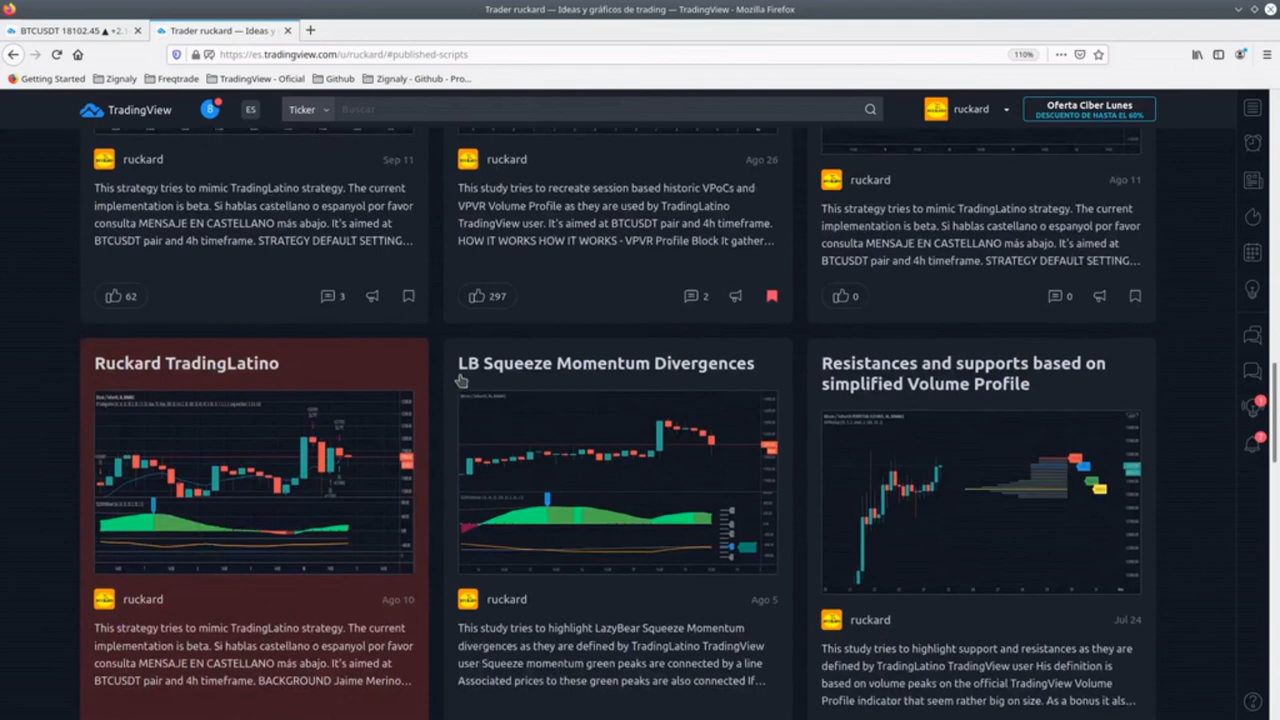 Trader ruckard — Ideas y gráficos de trading — TradingView - Mozilla Firefox
BTCUSDT 18102.45 ▲ +2.
Trader ruckard — Ideas y
https://es.tradingview.com/u/ruckard/#published-scripts
110%
Getting Started
Zignaly
Freqtrade
TradingView - Oficial
Github
Zignaly - Github - Pro...
TradingView
8
ES
Ticker
Buscar
ruckard
Oferta Ciber Lunes
DESCUENTO DE HASTA EL 60%
ruckard
Sep 11
This strategy tries to mimic TradingLatino strategy. The current
implementation is beta. Si hablas castellano o espanyol por favor
consulta MENSAJE EN CASTELLANO más abajo. It's aimed at
BTCUSDT pair and 4h timeframe. STRATEGY DEFAULT SETTING...
62
3
ruckard
Ago 26
This study tries to recreate session based historic VPoCs and
VPVR Volume Profile as they are used by TradingLatino
TradingView user. It's aimed at BTCUSDT pair and 4h timeframe.
HOW IT WORKS HOW IT WORKS - VPVR Profile Block It gather...
297
2
ruckard
Ago 11
This strategy tries to mimic TradingLatino strategy. The current
implementation is beta. Si hablas castellano o espanyol por favor
consulta MENSAJE EN CASTELLANO más abajo. It's aimed at
BTCUSDT pair and 4h timeframe. STRATEGY DEFAULT SETTING...
0
0
Ruckard TradingLatino
ruckard
Ago 10
This strategy tries to mimic TradingLatino strategy. The current
implementation is beta. Si hablas castellano o espanyol por favor
consulta MENSAJE EN CASTELLANO más abajo. It's aimed at
BTCUSDT pair and 4h timeframe. BACKGROUND Jaime Merino...
LB Squeeze Momentum Divergences
ruckard
Ago 5
This study tries to highlight LazyBear Squeeze Momentum
divergences as they are defined by TradingLatino TradingView
user Squeeze momentum green peaks are connected by a line
Associated prices to these green peaks are also connected If...
Resistances and supports based on
simplified Volume Profile
ruckard
Jul 24
This study tries to highlight support and resistances as they are
defined by TradingLatino TradingView user His definition is
based on volume peaks on the official TradingView Volume
Profile indicator that seem rather big on size. As a bonus it als...
1
7